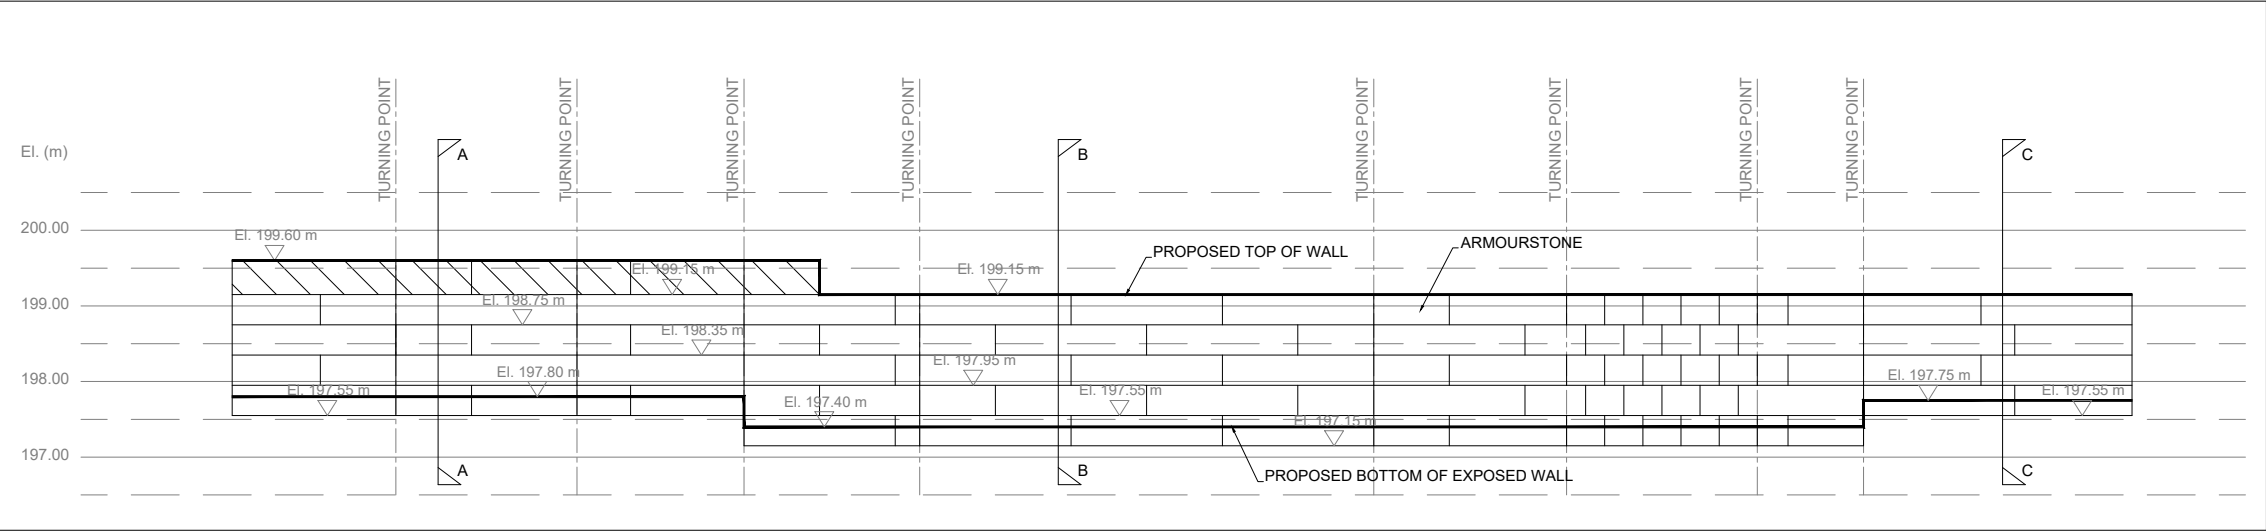 TURNING POINT
TURNING POINT
TURNING POINT
TURNING POINT
TURNING POINT
TURNING POINT
TURNING POINT
TURNING POINT
El. (m)
A
B
C
200.00
El. 199.60 m
PROPOSED TOP OF WALL
ARMOURSTONE
El. 199.15 m
El. 199.15 m
199.00
El. 198.75 m
El. 198.35 m
El. 197.95 m
198.00
El. 197.80 m
El. 197.75 m
El. 197.55 m
El. 197.55 m
El. 197.55 m
El. 197.40 m
El. 197.15 m
197.00
A
B
C
PROPOSED BOTTOM OF EXPOSED WALL